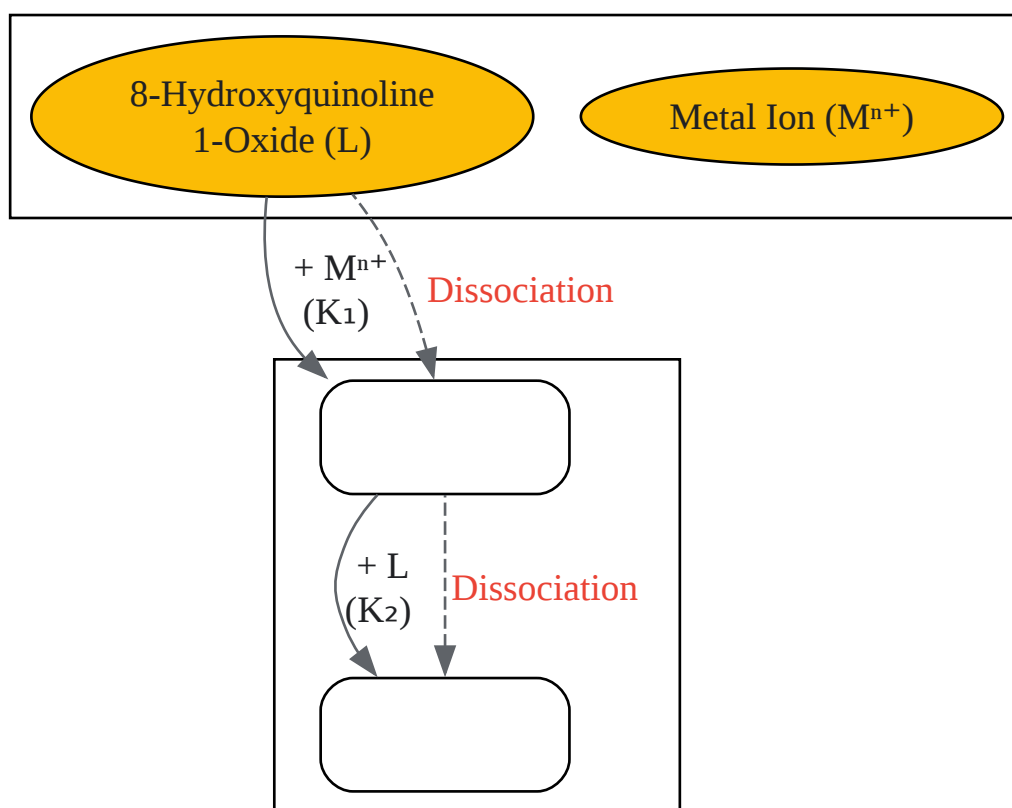 8-Hydroxyquinoline
1-Oxide (L)
Metal Ion (Mⁿ⁺)
+ Mⁿ⁺
(K₁)
Dissociation
+ L
(K₂)
Dissociation